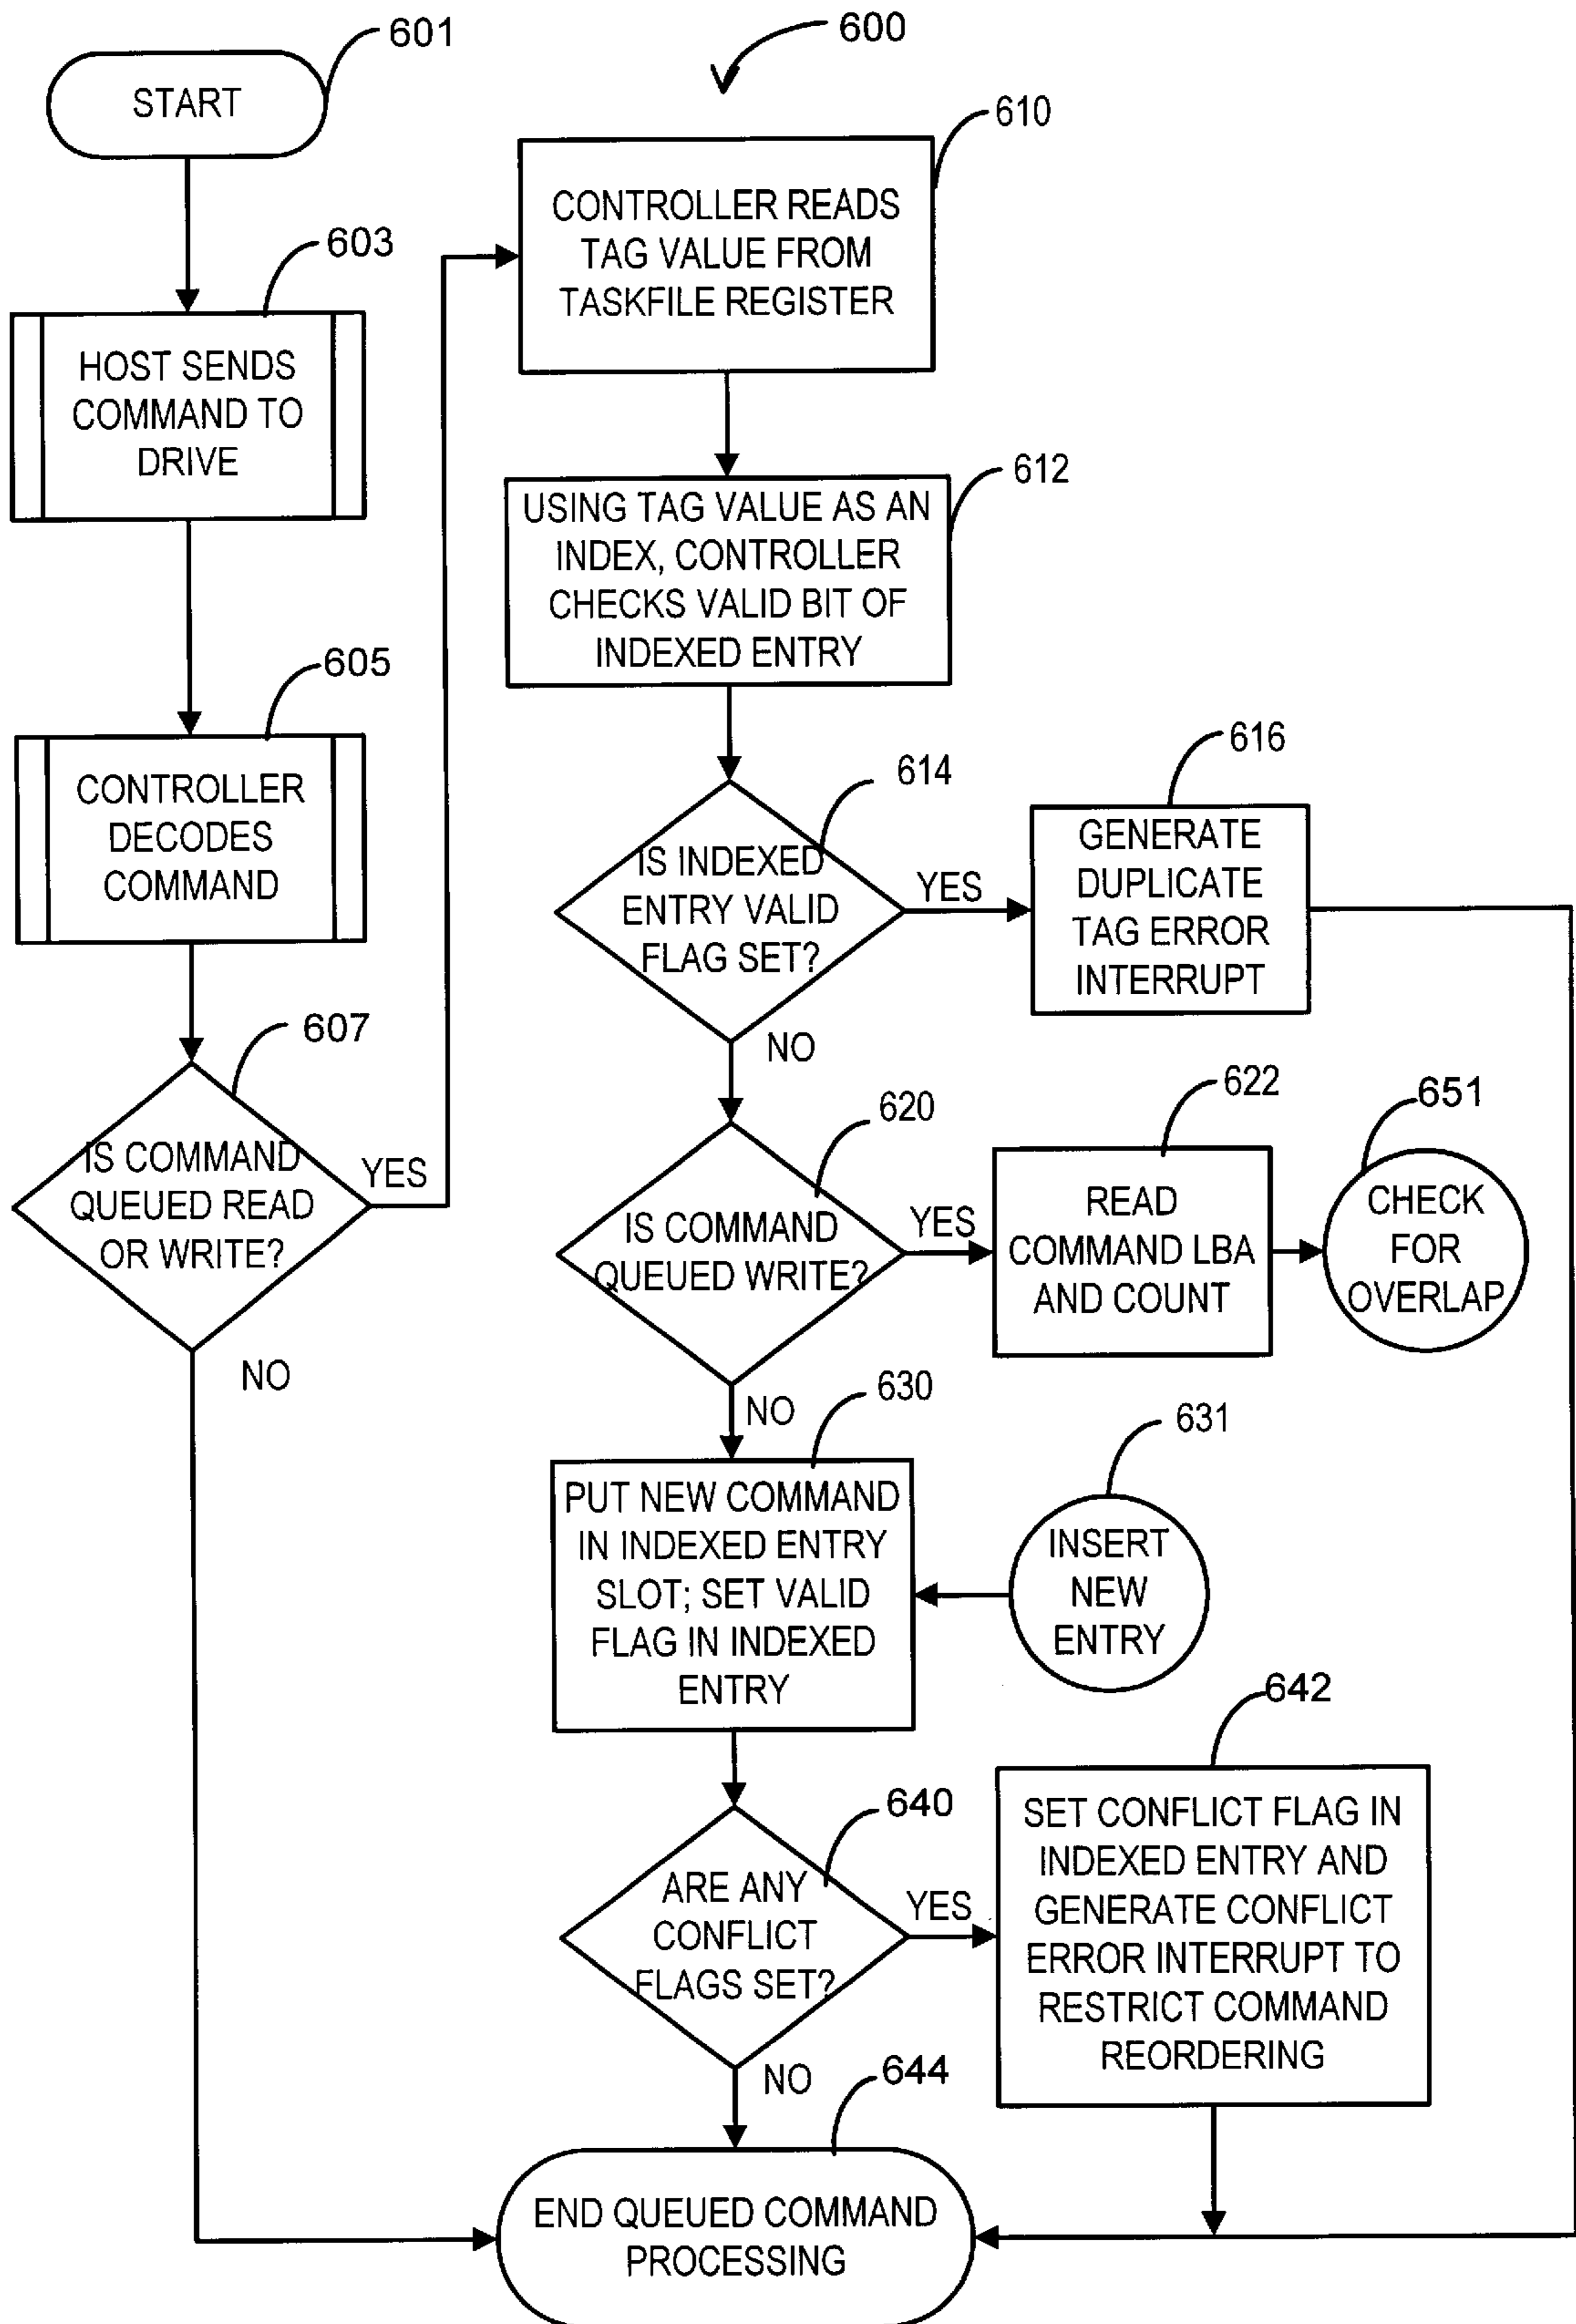 601
START
603
HOST SENDS
COMMAND TO
DRIVE
605
CONTROLLER
DECODES
COMMAND
607
IS COMMAND
QUEUED READ
OR WRITE?
YES
NO
600
610
CONTROLLER READS
TAG VALUE FROM
TASKFILE REGISTER
612
USING TAG VALUE AS AN
INDEX, CONTROLLER
CHECKS VALID BIT OF
INDEXED ENTRY
614
IS INDEXED
ENTRY VALID
FLAG SET?
YES
NO
616
GENERATE
DUPLICATE
TAG ERROR
INTERRUPT
620
IS COMMAND
QUEUED WRITE?
YES
NO
622
READ
COMMAND LBA
AND COUNT
651
CHECK
FOR
OVERLAP
630
PUT NEW COMMAND
IN INDEXED ENTRY
SLOT; SET VALID
FLAG IN INDEXED
ENTRY
631
INSERT
NEW
ENTRY
640
ARE ANY
CONFLICT
FLAGS SET?
YES
NO
642
SET CONFLICT FLAG IN
INDEXED ENTRY AND
GENERATE CONFLICT
ERROR INTERRUPT TO
RESTRICT COMMAND
REORDERING
644
END QUEUED COMMAND
PROCESSING